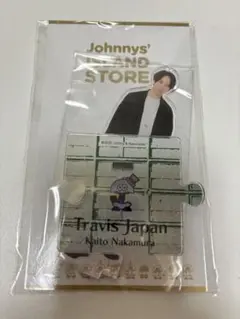 Johnnys'
ISLAND
STORE
Travis Japan
Kaito Nakamura